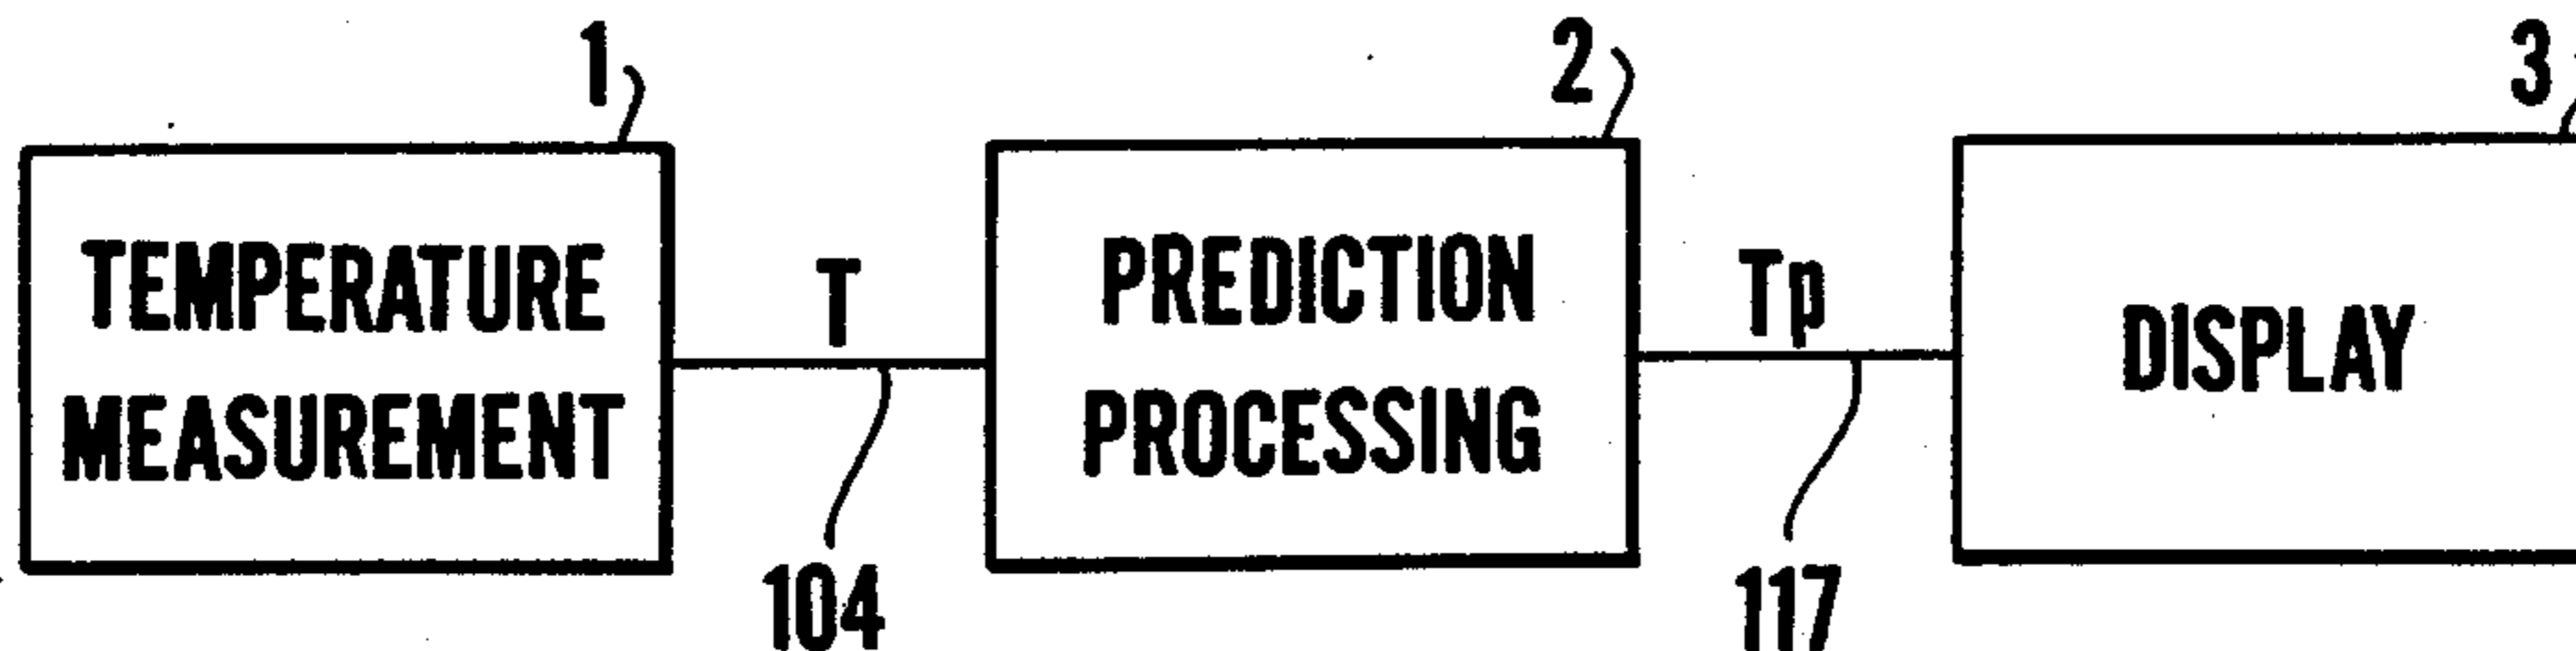 1
2
3
TEMPERATURE
MEASUREMENT
T
PREDICTION
PROCESSING
Tp
DISPLAY
104
117